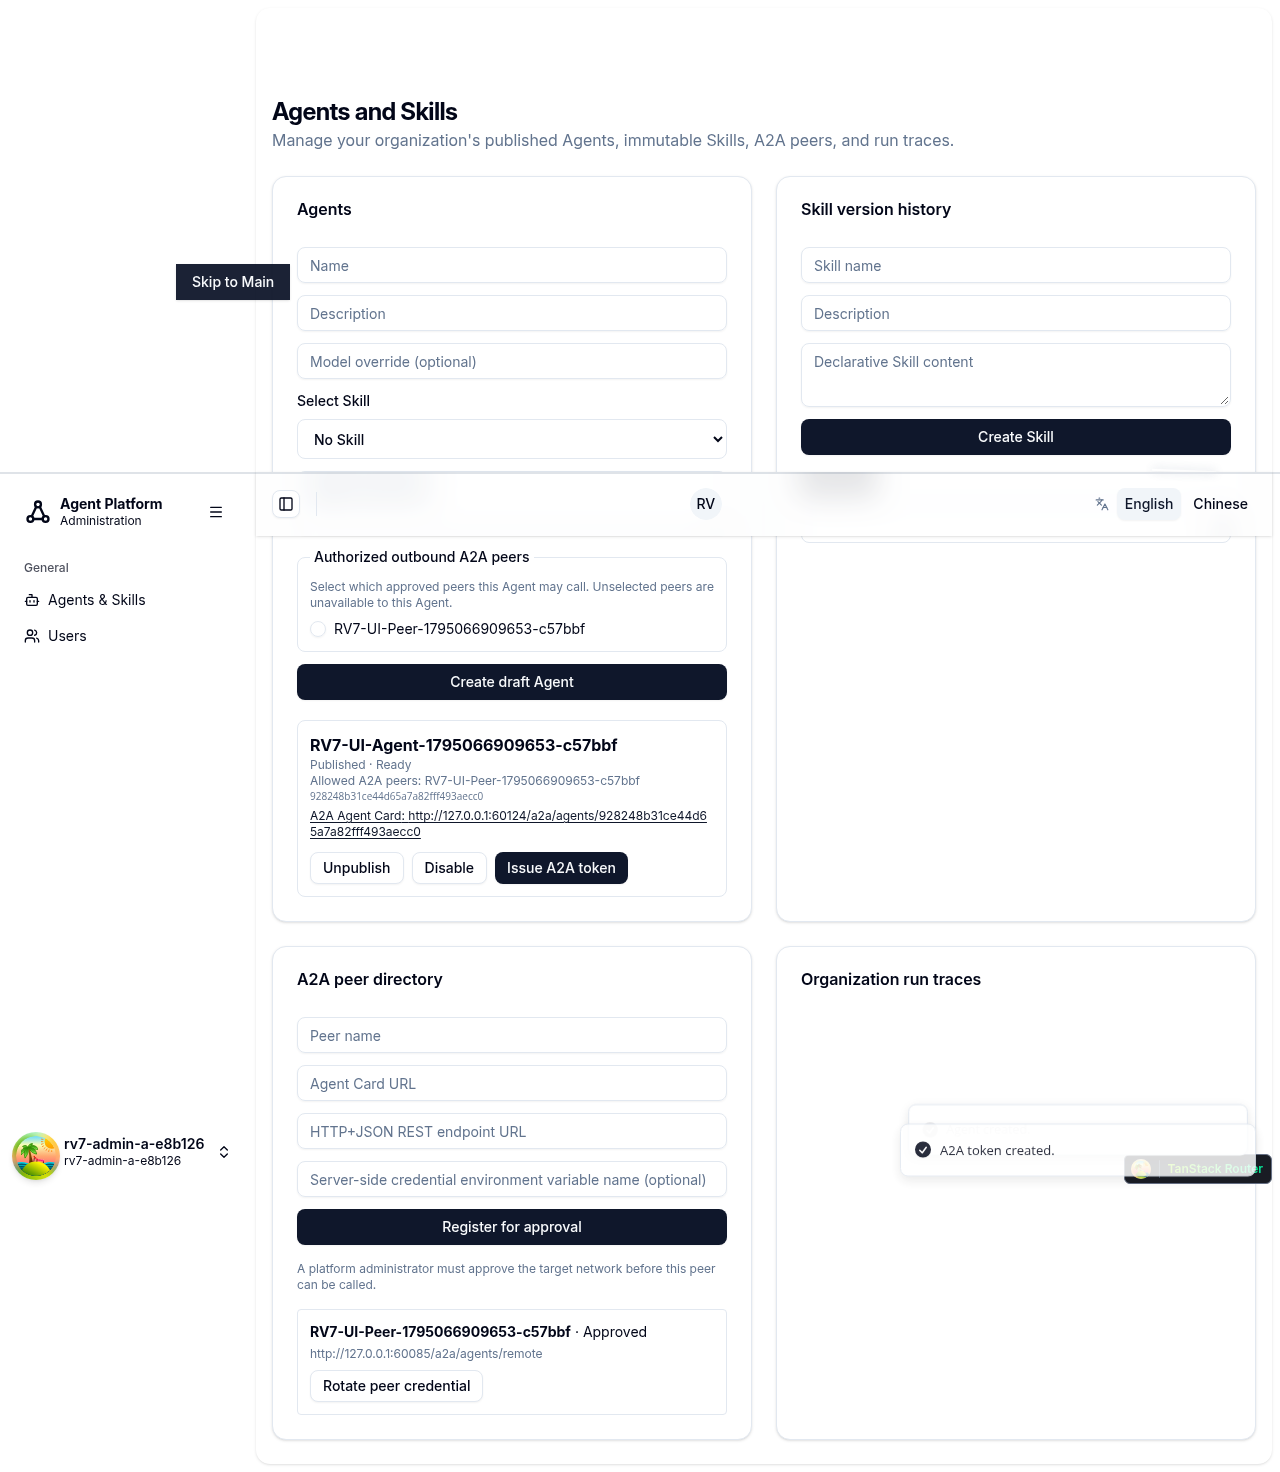 Agents and Skills
Manage your organization's published Agents, immutable Skills, A2A peers, and run traces.
Agents
Name
Description
Model override (optional)
Select Skill
No Skill
Skill version history
Skill name
Description
Declarative Skill content
Create Skill
Skip to Main
Agent Platform
Administration
RV
English
Chinese
General
Agents & Skills
Users
Authorized outbound A2A peers
Select which approved peers this Agent may call. Unselected peers are
unavailable to this Agent.
RV7-UI-Peer-1795066909653-c57bbf
Create draft Agent
RV7-UI-Agent-1795066909653-c57bbf
Published · Ready
Allowed A2A peers: RV7-UI-Peer-1795066909653-c57bbf
928248b31ce44d65a7a82fff493aecc0
A2A Agent Card: http://127.0.0.1:60124/a2a/agents/928248b31ce44d6
5a7a82fff493aecc0
Unpublish
Disable
Issue A2A token
A2A peer directory
Peer name
Agent Card URL
HTTP+JSON REST endpoint URL
Server-side credential environment variable name (optional)
Register for approval
A platform administrator must approve the target network before this peer
can be called.
RV7-UI-Peer-1795066909653-c57bbf · Approved
http://127.0.0.1:60085/a2a/agents/remote
Rotate peer credential
Organization run traces
A2A token created.
TanStack Router
rv7-admin-a-e8b126
rv7-admin-a-e8b126